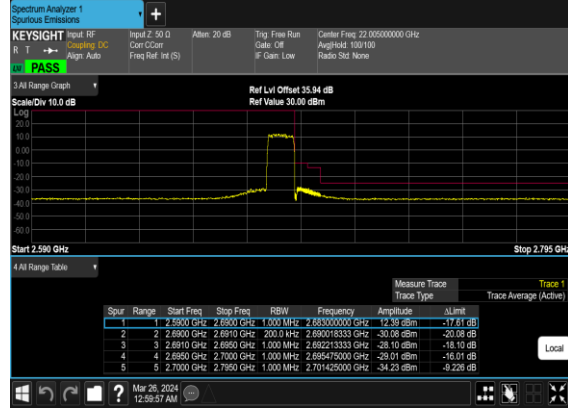 Spectrum Analyzer 1
Spurious Emissions
+
KEYSIGHT Input: RF Input Z: 50 Ω Atten: 20 dB Trig: Free Run Center Freq: 22.005000000 GHz
R T Coupling: DC Corr CCorr Gate: Off Avg|Hold: 100/100
Align: Auto Freq Ref: Int (S) IF Gain: Low Radio Std: None
PASS
3 All Range Graph
Ref Lvl Offset 35.94 dB
Scale/Div 10.0 dB Ref Value 30.00 dBm
Log
20.0
10.0
0.00
-10.0
-20.0
-30.0
-40.0
-50.0
-60.0
Start 2.590 GHz Stop 2.795 GHz
4 All Range Table
Measure Trace Trace 1
Trace Type Trace Average (Active)
Spur Range Start Freq Stop Freq RBW Frequency Amplitude ΔLimit
1 1 2.5900 GHz 2.6900 GHz 1.000 MHz 2.683000000 GHz 12.39 dBm -17.61 dB
2 2 2.6900 GHz 2.6910 GHz 200.0 kHz 2.690018333 GHz -30.08 dBm -20.08 dB
3 3 2.6910 GHz 2.6950 GHz 1.000 MHz 2.692213333 GHz -28.10 dBm -18.10 dB
4 4 2.6950 GHz 2.7000 GHz 1.000 MHz 2.695475000 GHz -29.01 dBm -16.01 dB
5 5 2.7000 GHz 2.7950 GHz 1.000 MHz 2.701425000 GHz -34.23 dBm -9.226 dB
Local
?
Mar 26, 2024
12:59:57 AM